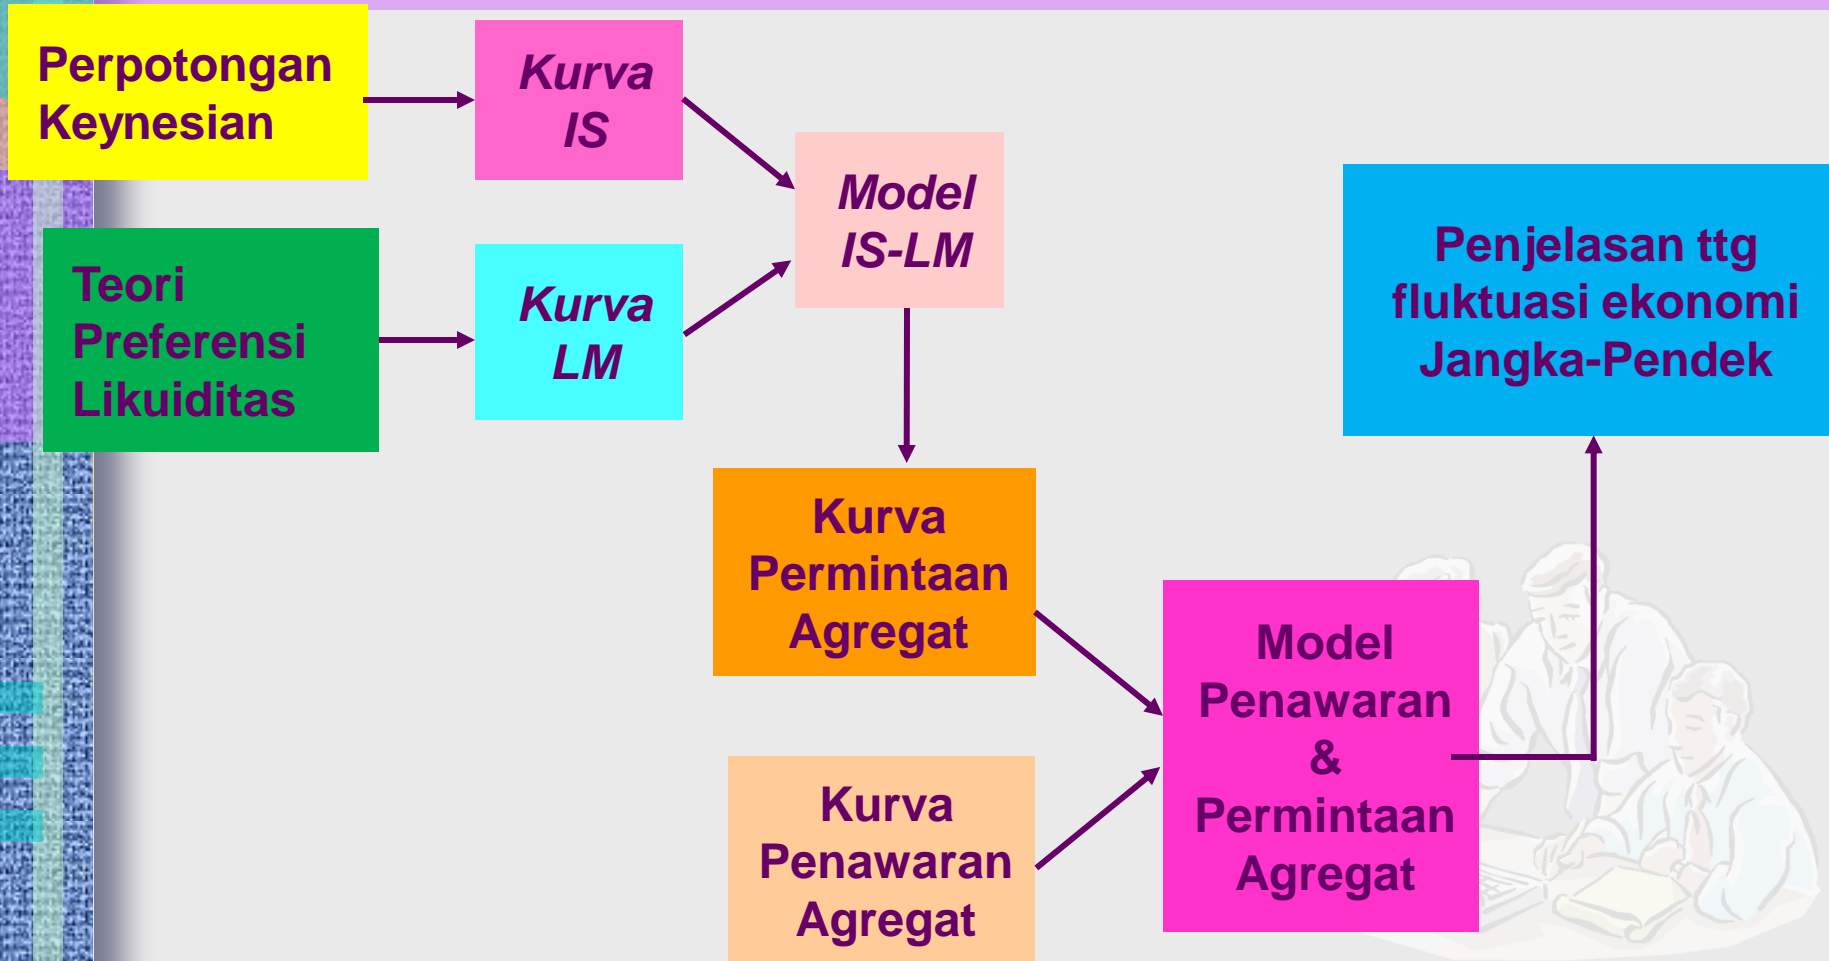 Perpotongan
Keynesian
Kurva
IS
Model
IS-LM
Teori
Preferensi
Likuiditas
Kurva
LM
Penjelasan ttg
fluktuasi ekonomi
Jangka-Pendek
Kurva
Permintaan
Agregat
Kurva
Penawaran
Agregat
Model
Penawaran
&
Permintaan
Agregat